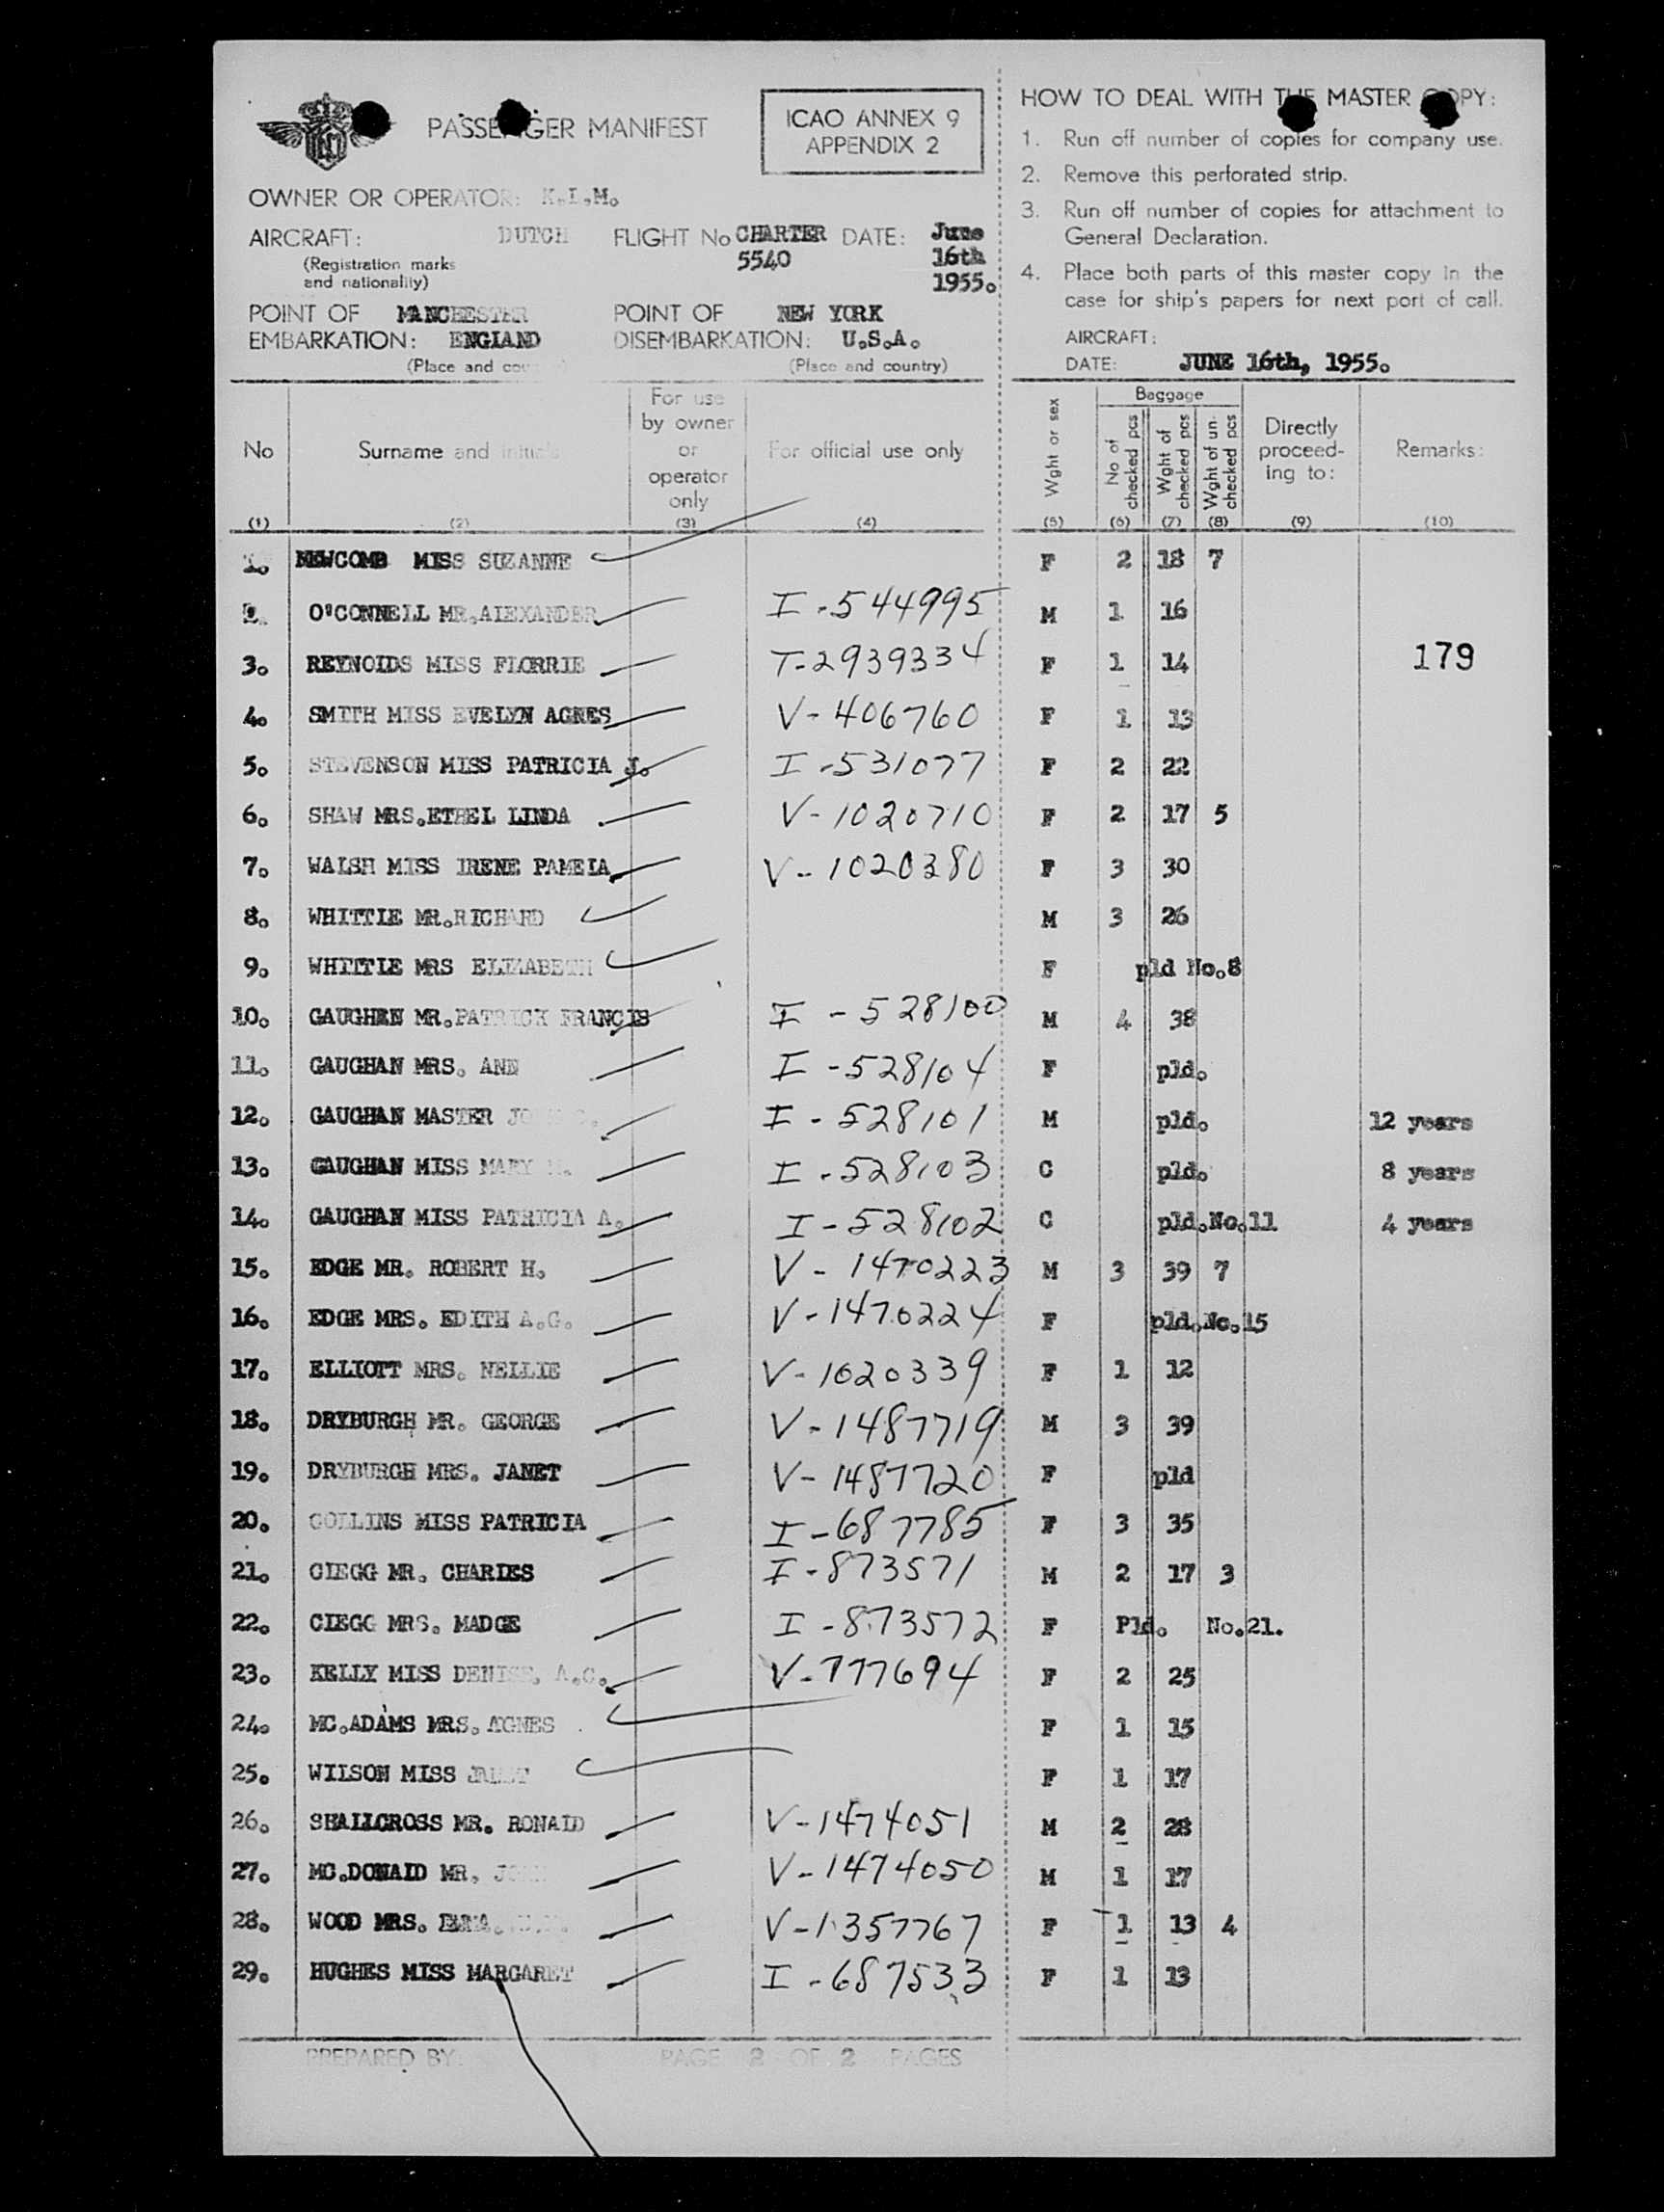 PASSENGER MANIFEST
ICAO ANNEX 9
APPENDIX 2
OWNER OR OPERATOR: K.L.M.
AIRCRAFT: DUTCH FLIGHT No CHARTER DATE: June
(Registration marks 5540 16th
and nationality) 1955.
POINT OF MANCHESTER POINT OF NEW YORK
EMBARKATION: ENGLAND DISEMBARKATION: U.S.A.
(Place and (Place and country)
HOW TO DEAL WITH THE MASTER COPY:
1. Run off number of copies for company use.
2. Remove this perforated strip.
3. Run off number of copies for attachment to
General Declaration.
4. Place both parts of this master copy in the
case for ship's papers for next port of call.
AIRCRAFT:
DATE: JUNE 16th, 1955.
No Surname and initials For use by owner or operator only For official use only Wght or sex Baggage No of checked pcs Wght of checked pcs Wght of un- checked pcs Directly proceed- ing to: Remarks:
(1) (2) (3) (4) (5) (6) (7) (8) (9) (10)
1. NEWCOMB MISS SUZANNE F 2 18 7
2. O'CONNELL MR.ALEXANDER I-544995 M 1 16
3. REYNOLDS MISS FLORRIE T-2939334 F 1 14 179
4. SMITH MISS EVELYN AGNES V-406760 F 1 13
5. STEVENSON MISS PATRICIA J. I-531077 F 2 22
6. SHAW MRS.ETHEL LINDA V-1020710 F 2 17 5
7. WALSH MISS IRENE PAMELA V-1020380 F 3 30
8. WHITTLE MR.RICHARD M 3 26
9. WHITTLE MRS ELIZABETH F pld No.8
10. GAUGHEN MR.PATRICK FRANCIS I-528100 M 4 38
11. GAUGHAN MRS. ANN I-528104 F pld.
12. GAUGHAN MASTER I-528101 M pld. 12 years
13. GAUGHAN MISS MARY I-528103 C pld. 8 years
14. GAUGHAN MISS PATRICIA A. I-528102 C pld.No.11 4 years
15. EDGE MR. ROBERT H. V-1470223 M 3 39 7
16. EDGE MRS. EDITH A.G. V-1470224 F pld.No.15
17. ELLIOTT MRS. NELLIE V-1020339 F 1 12
18. DRYBURGH MR. GEORGE V-1487719 M 3 39
19. DRYBURGH MRS. JANET V-1487720 F pld
20. COLLINS MISS PATRICIA I-687785 F 3 35
21. CLEGG MR. CHARLES I-873571 M 2 17 3
22. CLEGG MRS. MADGE I-873572 F Pld. No.21.
23. KELLY MISS DENISE. A.C. V-777694 F 2 25
24. MC.ADAMS MRS. AGNES F 1 15
25. WILSON MISS F 1 17
26. SHALLCROSS MR. RONALD V-1474051 M 2 28
27. MC.DONALD MR. V-1474050 M 1 17
28. WOOD MRS. V-1357767 F 1 13 4
29. HUGHES MISS MARGARET I-687533 F 1 13
PREPARED BY: PAGE 2 OF 2 PAGES